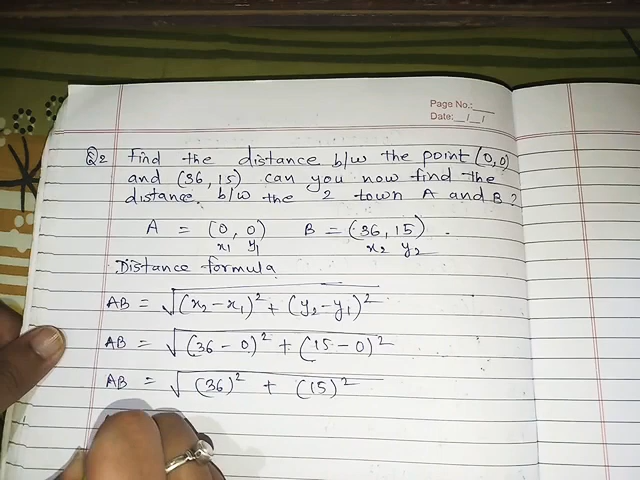 Page No.:
Date: __/__/
Q2 Find the distance b/w the point (0,0)
and (36,15) can you now find the
distance. b/w the 2 town A and B?
A = (0, 0) B = (36, 15).
x₁ y₁ x₂ y₂
Distance formula
AB = √(x₂-x₁)² + (y₂-y₁)²
AB = √(36-0)² + (15-0)²
AB = √(36)² + (15)²